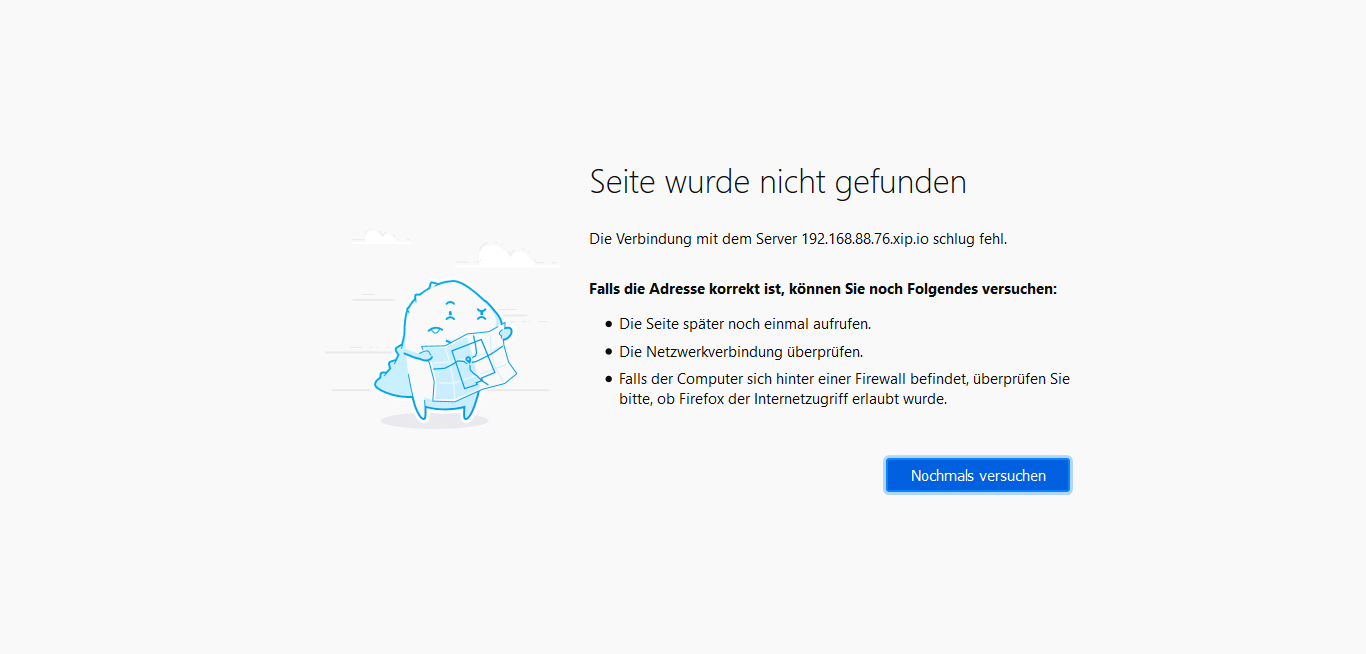 Seite wurde nicht gefunden
Die Verbindung mit dem Server 192.168.88.76.xip.io schlug fehl.
Falls die Adresse korrekt ist, können Sie noch Folgendes versuchen:
• Die Seite später noch einmal aufrufen.
• Die Netzwerkverbindung überprüfen.
• Falls der Computer sich hinter einer Firewall befindet, überprüfen Sie
bitte, ob Firefox der Internetzugriff erlaubt wurde.
Nochmals versuchen